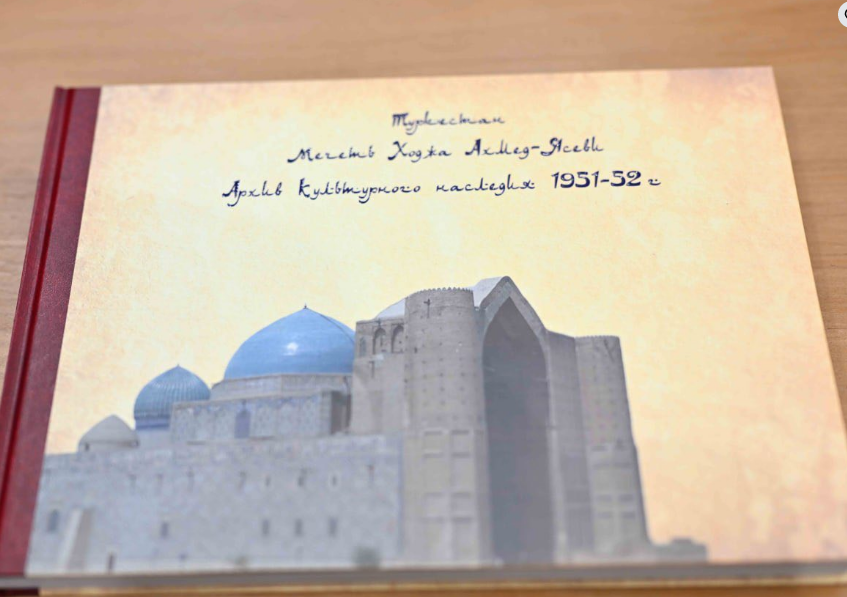 Туркестан
Мечеть Ходжа Ахмед-Ясеви
Архив Культурного наследия 1951-52 г